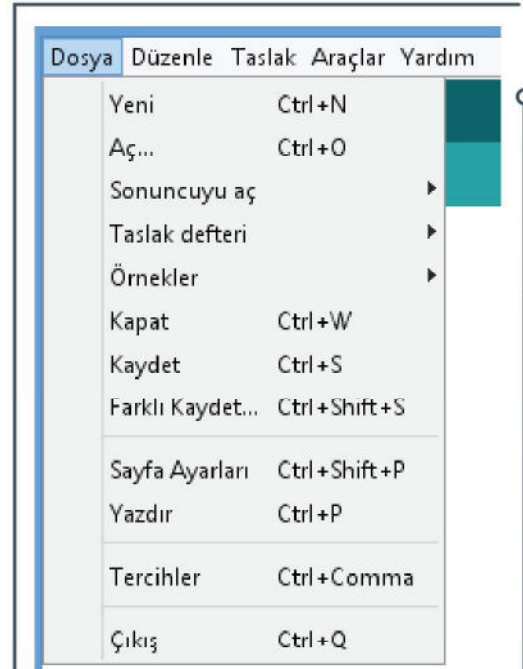 Dosya Düzenle Taslak Araçlar Yardım
Yeni Ctrl+N
Aç... Ctrl+O
Sonuncuyu aç
Taslak defteri
Örnekler
Kapat Ctrl+W
Kaydet Ctrl+S
Farklı Kaydet... Ctrl+Shift+S
Sayfa Ayarları Ctrl+Shift+P
Yazdır Ctrl+P
Tercihler Ctrl+Comma
Çıkış Ctrl+Q